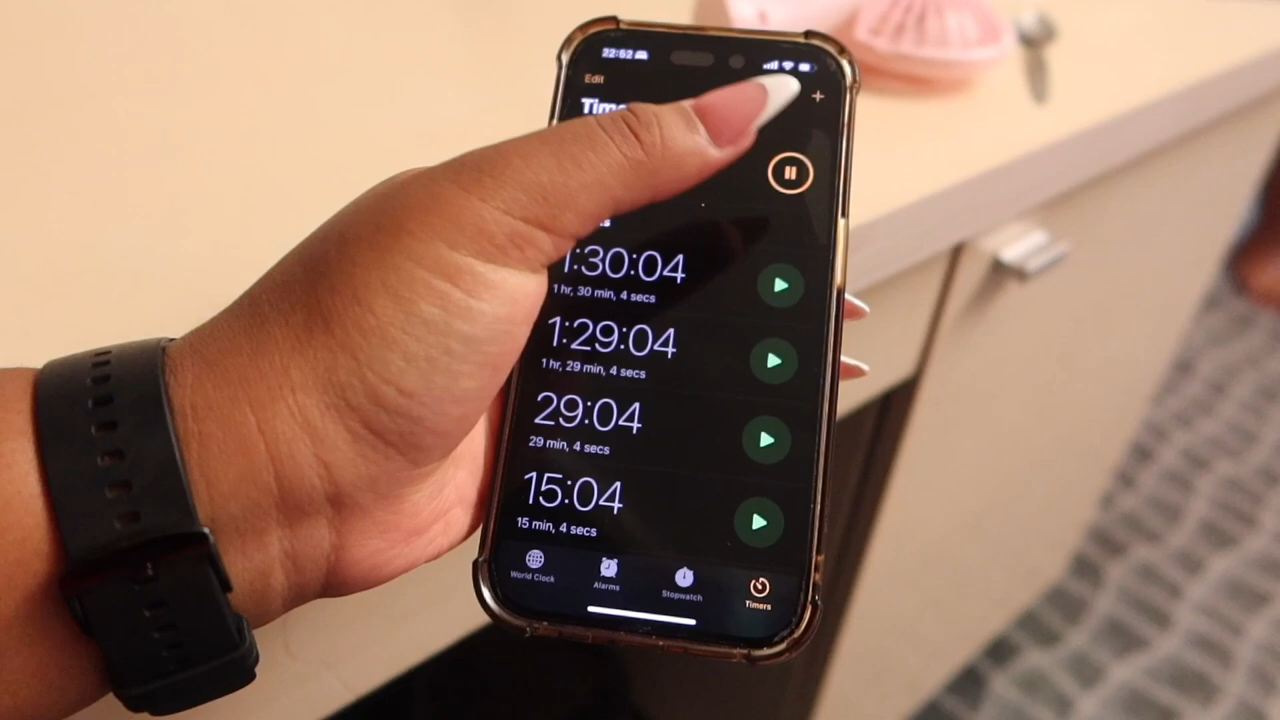 22:52
Edit
1:30:04
1 hr, 30 min, 4 secs
1:29:04
1 hr, 29 min, 4 secs
29:04
29 min, 4 secs
15:04
15 min, 4 secs
World Clock
Alarms
Stopwatch
Timers